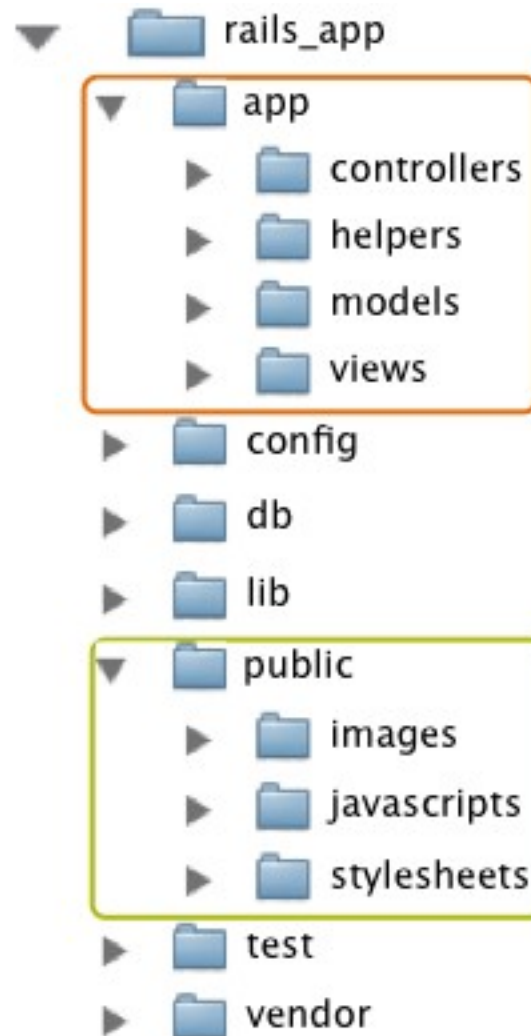 rails_app
app
controllers
helpers
models
views
config
db
lib
public
images
javascripts
stylesheets
test
vendor